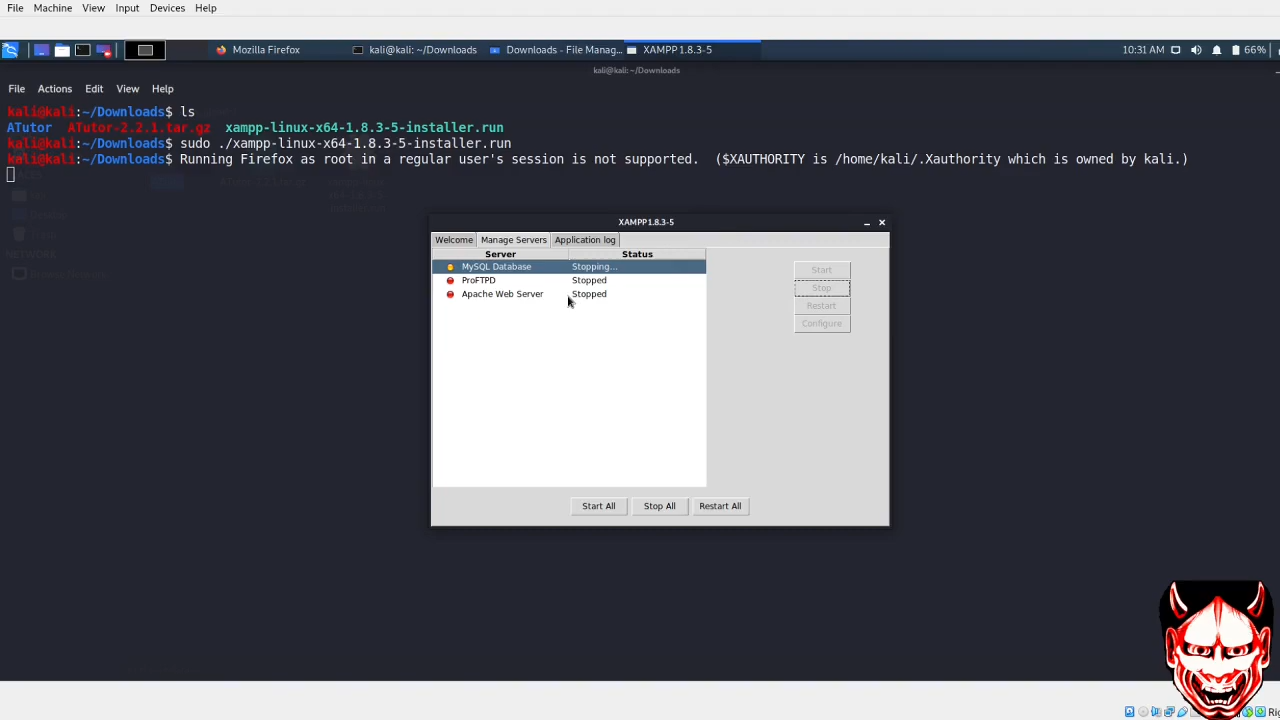 File Machine View Input Devices Help
Mozilla Firefox kali@kali: ~/Downloads Downloads - File Manag... XAMPP 1.8.3-5 10:31 AM 66%
kali@kali: ~/Downloads
File Actions Edit View Help
kali@kali:~/Downloads$ ls
ATutor ATutor-2.2.1.tar.gz xampp-linux-x64-1.8.3-5-installer.run
kali@kali:~/Downloads$ sudo ./xampp-linux-x64-1.8.3-5-installer.run
kali@kali:~/Downloads$ Running Firefox as root in a regular user's session is not supported. ($XAUTHORITY is /home/kali/.Xauthority which is owned by kali.)
XAMPP1.8.3-5
Welcome Manage Servers Application log
Server Status
MySQL Database Stopping...
ProFTPD Stopped
Apache Web Server Stopped
Start
Stop
Restart
Configure
Start All Stop All Restart All